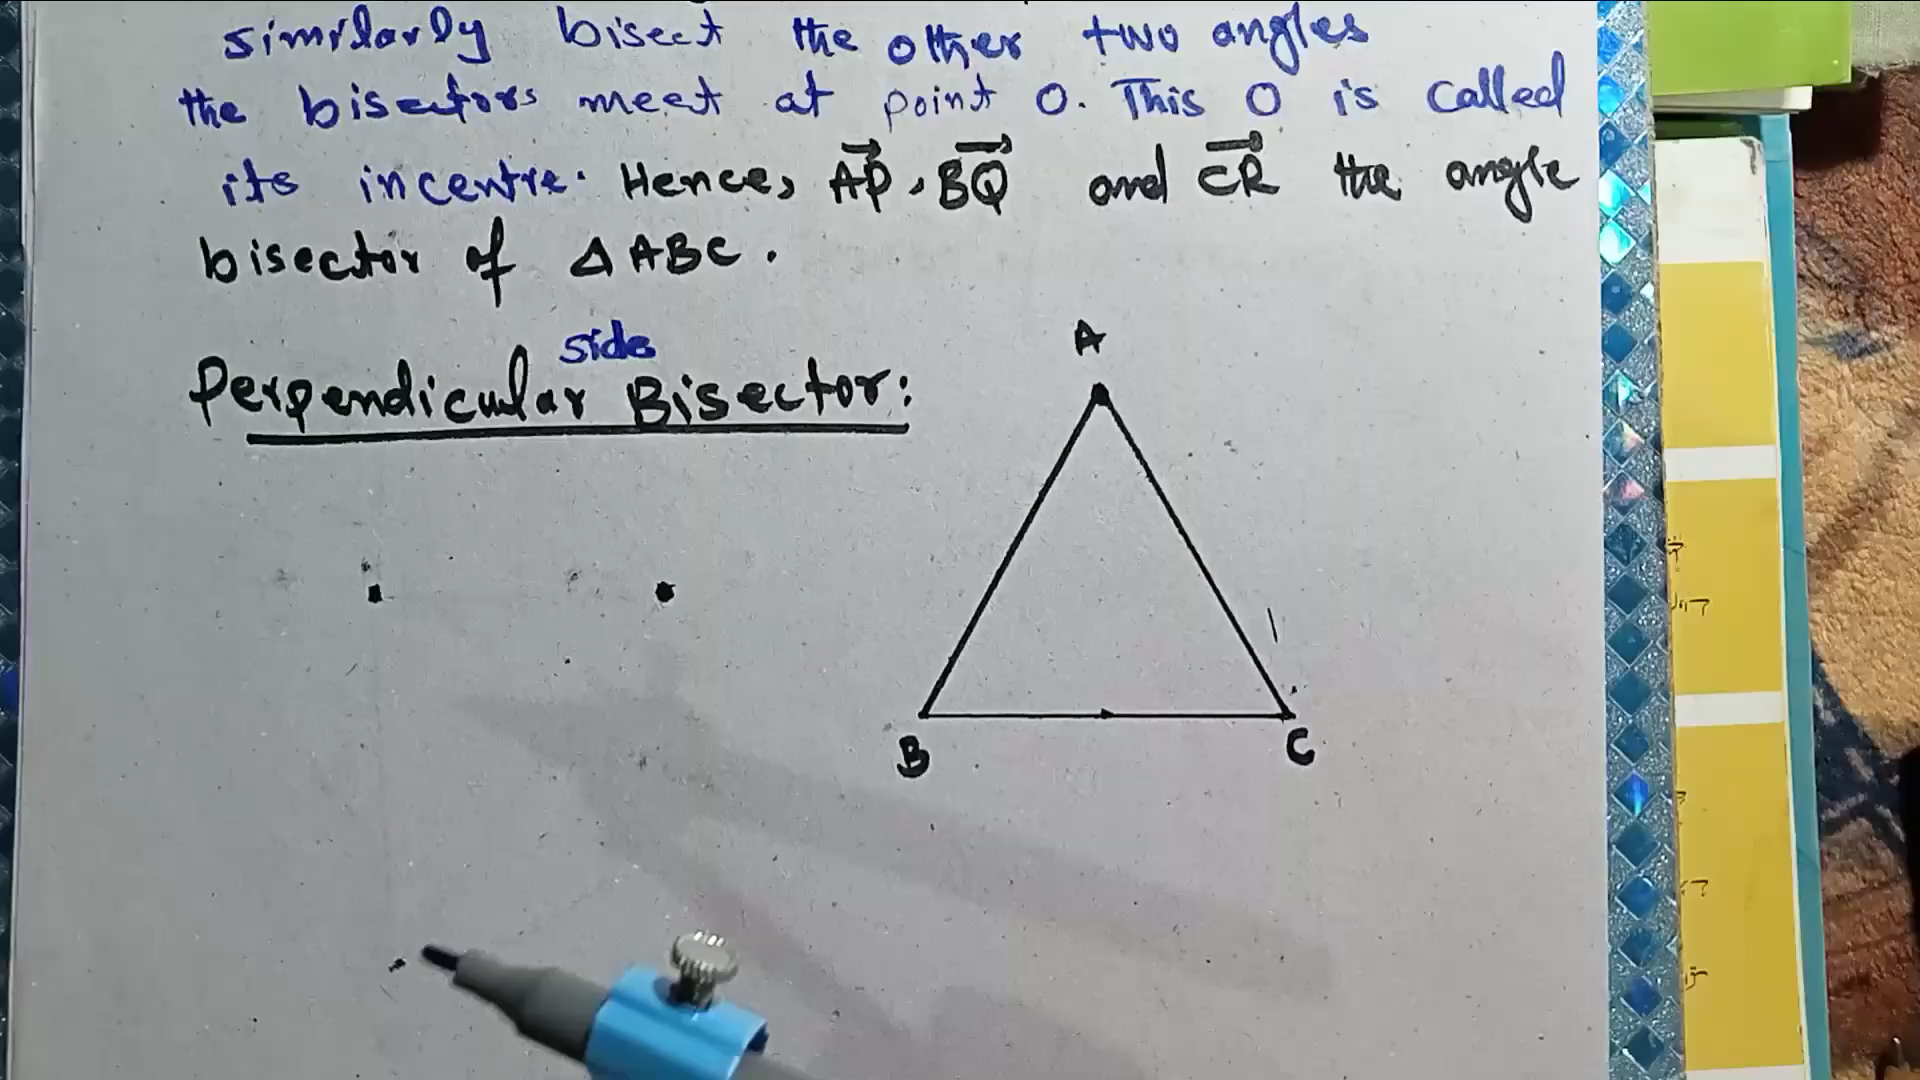 similarly bisect the other two angles
the bisectors meet at point O. This O is called
its incentre. Hence, AP, BQ and CR the angle
bisector of △ABC.
side
Perpendicular Bisector:
A
B
C